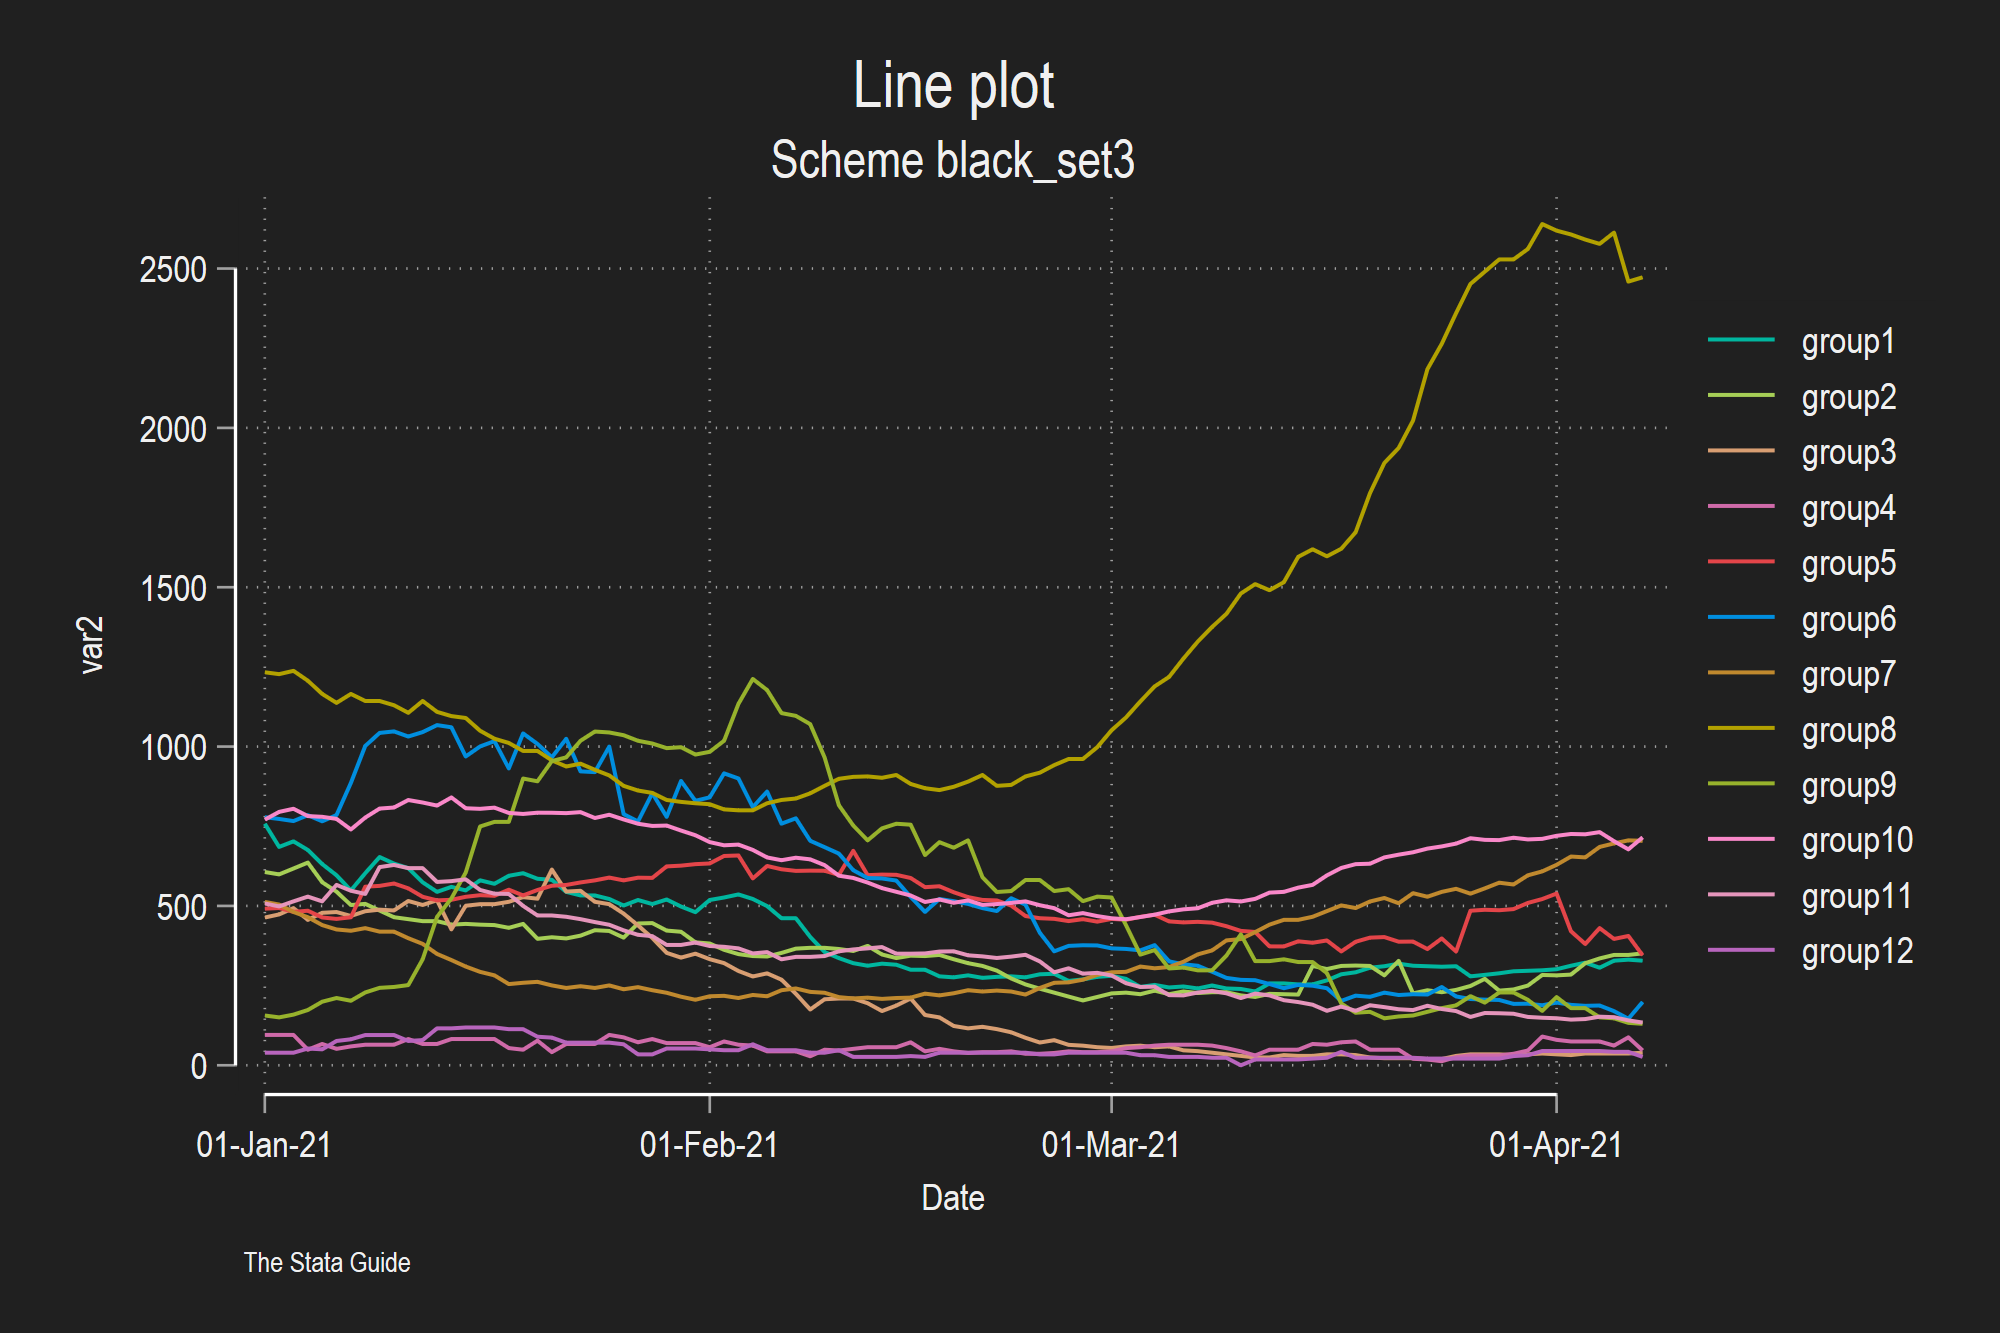 Line plot
Scheme black_set3
2500
2000
1500
1000
500
0
var2
01-Jan-21
01-Feb-21
01-Mar-21
01-Apr-21
Date
group1
group2
group3
group4
group5
group6
group7
group8
group9
group10
group11
group12
The Stata Guide